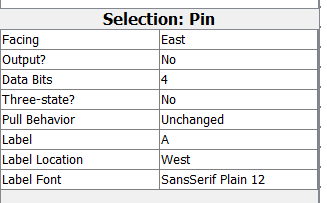 Selection: Pin
Facing East
Output? No
Data Bits 4
Three-state? No
Pull Behavior Unchanged
Label A
Label Location West
Label Font SansSerif Plain 12